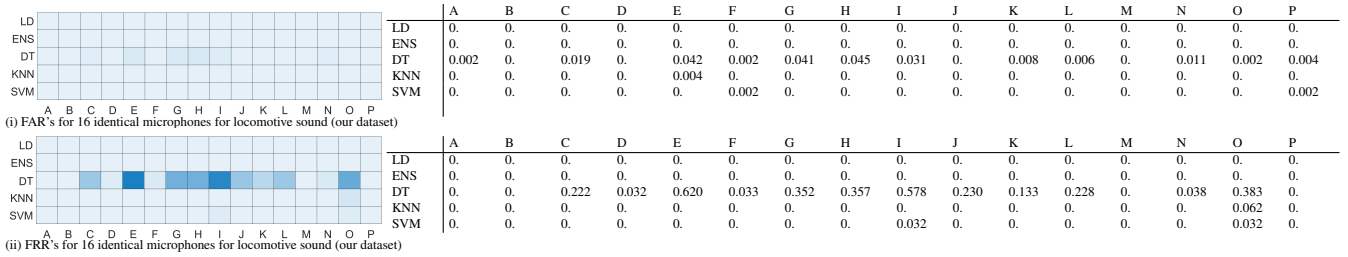 LD
ENS
DT
KNN
SVM
A B C D E F G H I J K L M N O P
A B C D E F G H I J K L M N O P
LD 0. 0. 0. 0. 0. 0. 0. 0. 0. 0. 0. 0. 0. 0. 0. 0.
ENS 0. 0. 0. 0. 0. 0. 0. 0. 0. 0. 0. 0. 0. 0. 0. 0.
DT 0.002 0. 0.019 0. 0.042 0.002 0.041 0.045 0.031 0. 0.008 0.006 0. 0.011 0.002 0.004
KNN 0. 0. 0. 0. 0.004 0. 0. 0. 0. 0. 0. 0. 0. 0. 0. 0.
SVM 0. 0. 0. 0. 0. 0.002 0. 0. 0. 0. 0. 0. 0. 0. 0. 0.002
(i) FAR's for 16 identical microphones for locomotive sound (our dataset)
LD
ENS
DT
KNN
SVM
A B C D E F G H I J K L M N O P
A B C D E F G H I J K L M N O P
LD 0. 0. 0. 0. 0. 0. 0. 0. 0. 0. 0. 0. 0. 0. 0. 0.
ENS 0. 0. 0. 0. 0. 0. 0. 0. 0. 0. 0. 0. 0. 0. 0. 0.
DT 0. 0. 0.222 0.032 0.620 0.033 0.352 0.357 0.578 0.230 0.133 0.228 0. 0.038 0.383 0.
KNN 0. 0. 0. 0. 0. 0. 0. 0. 0. 0. 0. 0. 0. 0. 0.062 0.
SVM 0. 0. 0. 0. 0. 0. 0. 0. 0.032 0. 0. 0. 0. 0. 0.032 0.
(ii) FRR's for 16 identical microphones for locomotive sound (our dataset)